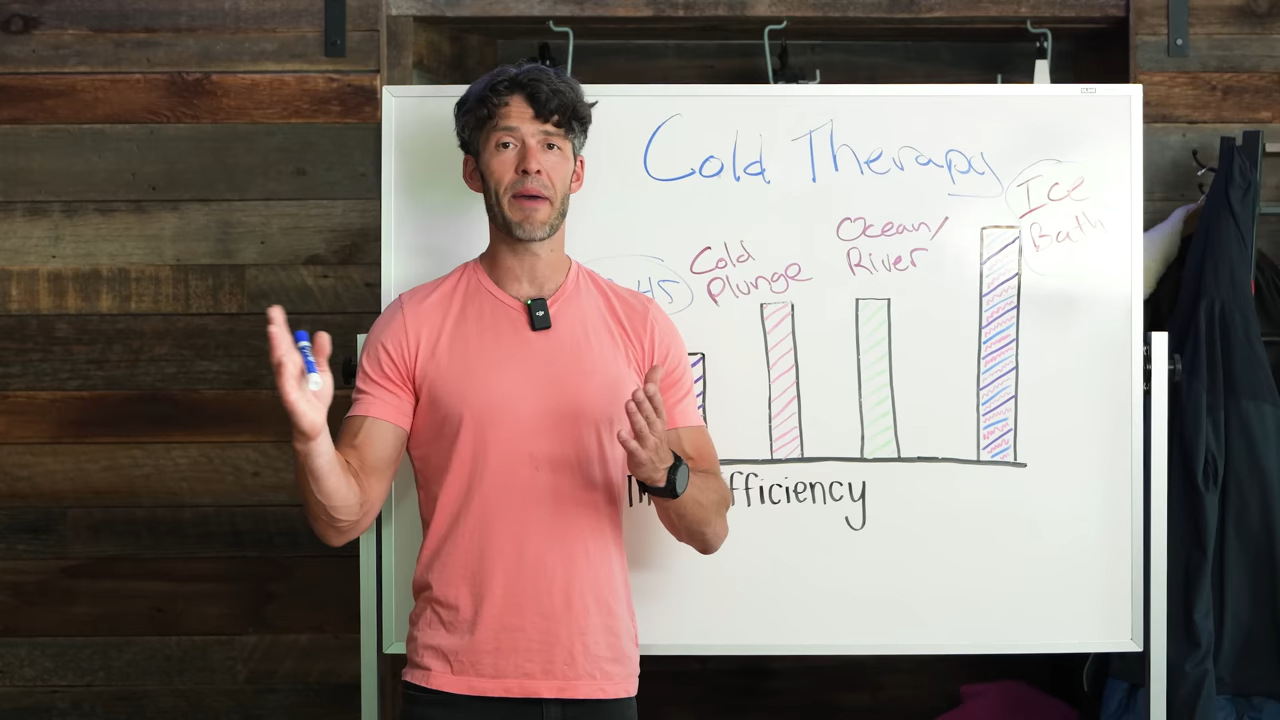 Cold Therapy
Ice
Bath
Ocean/
River
Cold
Plunge
fficiency